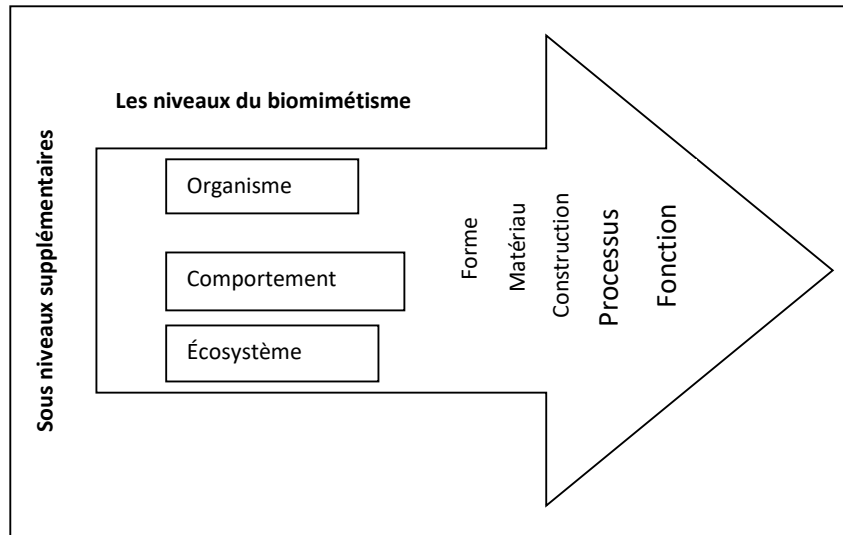 Les niveaux du biomimétisme
Sous niveaux supplémentaires
Organisme
Comportement
Écosystème
Forme
Matériau
Construction
Processus
Fonction